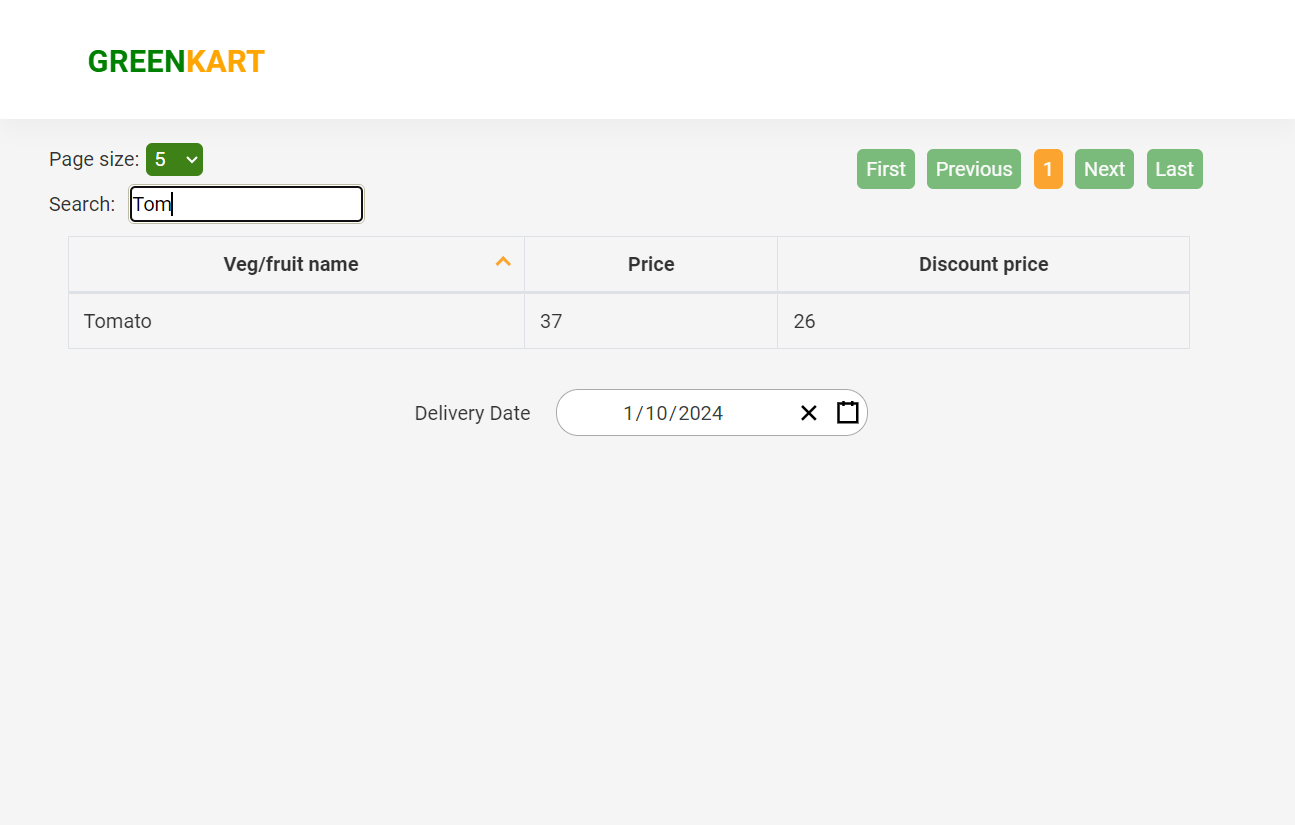 GREENKART
Page size: 5
First Previous 1 Next Last
Search: Tom
Veg/fruit name Price Discount price
Tomato 37 26
Delivery Date 1/10/2024